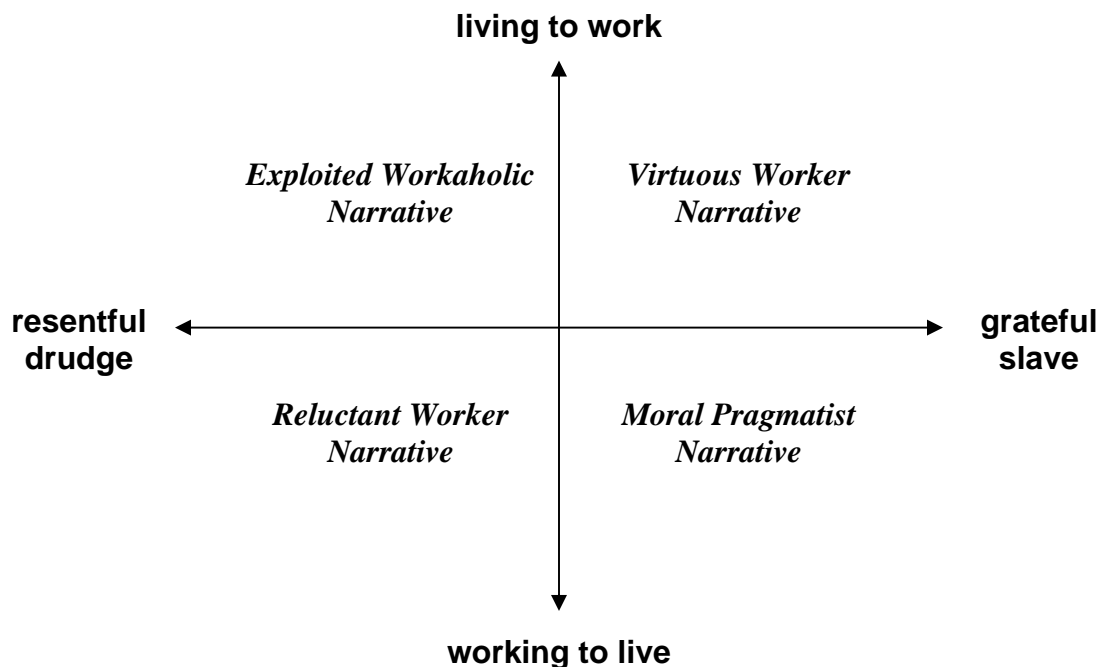 living to work
Exploited Workaholic
Narrative
Virtuous Worker
Narrative
resentful
drudge
grateful
slave
Reluctant Worker
Narrative
Moral Pragmatist
Narrative
working to live